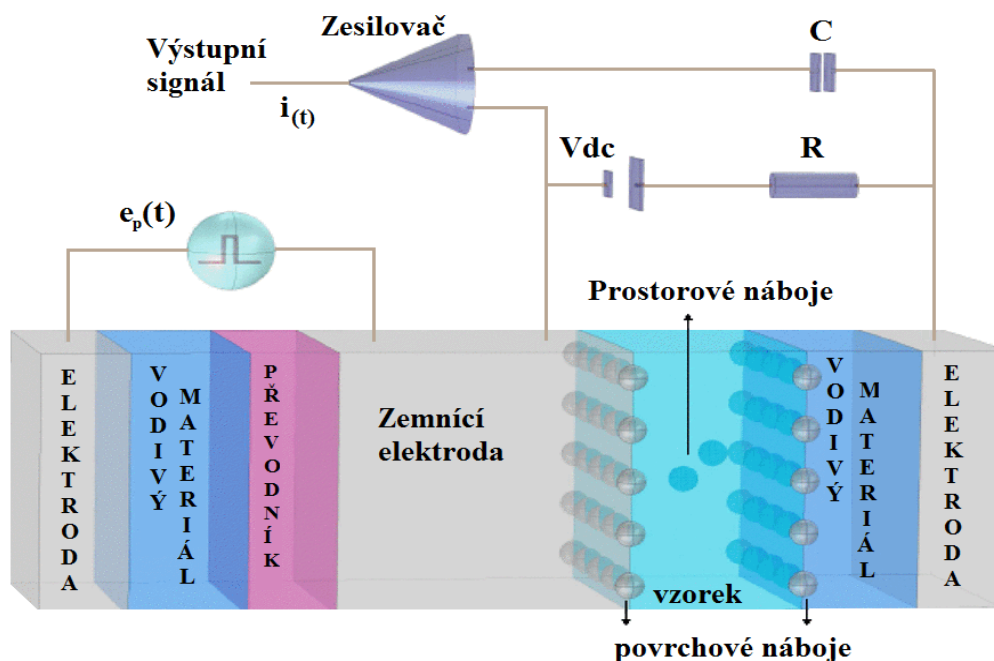 Zesilovač
C
Výstupní
signál
i(t)
Vdc
R
ep(t)
Prostorové náboje
ELEKTRODA
VODIVÝ
MATERIÁL
PŘEVODNÍK
Zemnící
elektroda
VODIVÝ
MATERIÁL
ELEKTRODA
vzorek
povrchové náboje